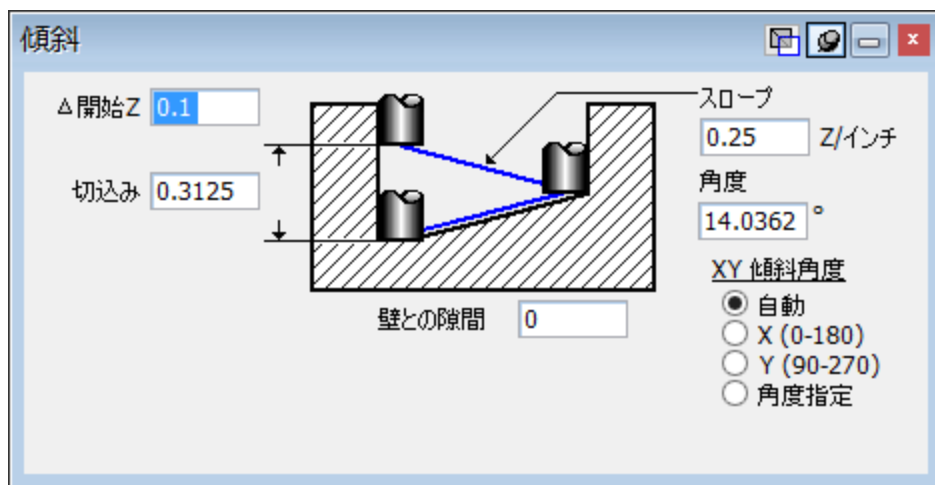 傾斜
Δ開始Z 0.1
切込み 0.3125
スロープ
0.25 Z/インチ
角度
14.0362 °
XY 傾斜角度
自動
X (0-180)
Y (90-270)
角度指定
壁との隙間 0